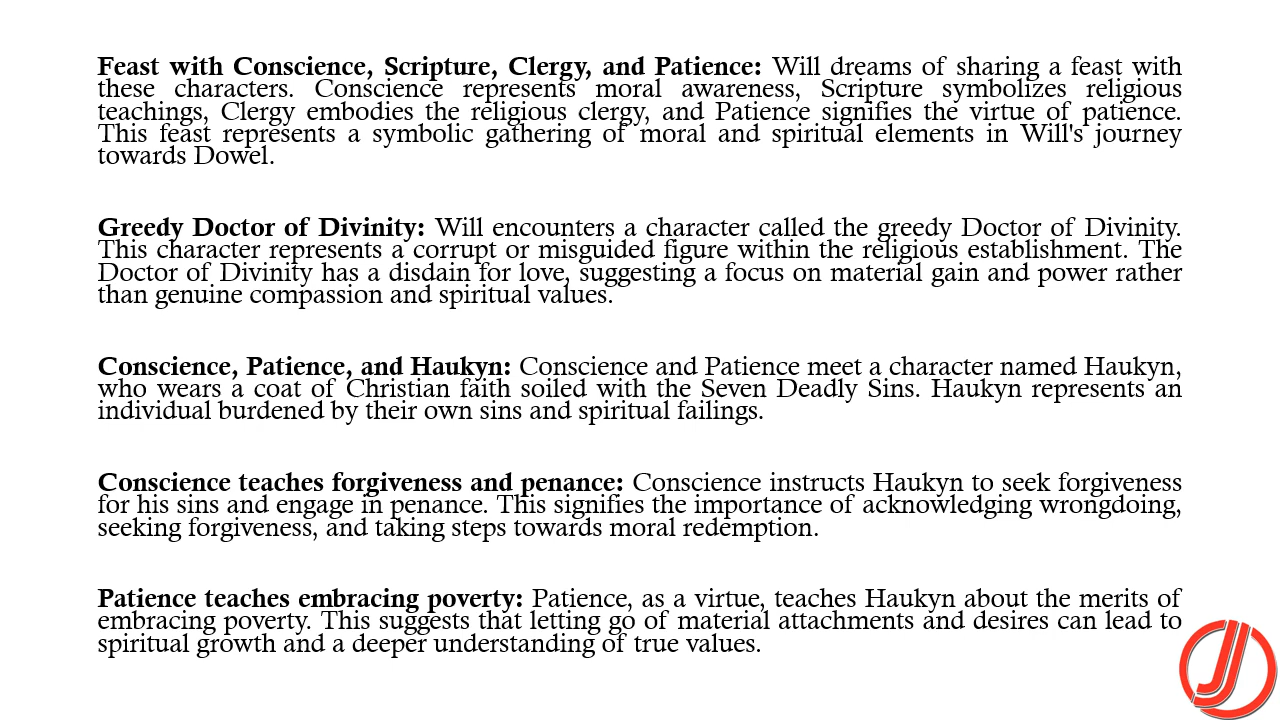 Feast with Conscience, Scripture, Clergy, and Patience: Will dreams of sharing a feast with
these characters. Conscience represents moral awareness, Scripture symbolizes religious
teachings, Clergy embodies the religious clergy, and Patience signifies the virtue of patience.
This feast represents a symbolic gathering of moral and spiritual elements in Will's journey
towards Dowel.
Greedy Doctor of Divinity: Will encounters a character called the greedy Doctor of Divinity.
This character represents a corrupt or misguided figure within the religious establishment. The
Doctor of Divinity has a disdain for love, suggesting a focus on material gain and power rather
than genuine compassion and spiritual values.
Conscience, Patience, and Haukyn: Conscience and Patience meet a character named Haukyn,
who wears a coat of Christian faith soiled with the Seven Deadly Sins. Haukyn represents an
individual burdened by their own sins and spiritual failings.
Conscience teaches forgiveness and penance: Conscience instructs Haukyn to seek forgiveness
for his sins and engage in penance. This signifies the importance of acknowledging wrongdoing,
seeking forgiveness, and taking steps towards moral redemption.
Patience teaches embracing poverty: Patience, as a virtue, teaches Haukyn about the merits of
embracing poverty. This suggests that letting go of material attachments and desires can lead to
spiritual growth and a deeper understanding of true values.